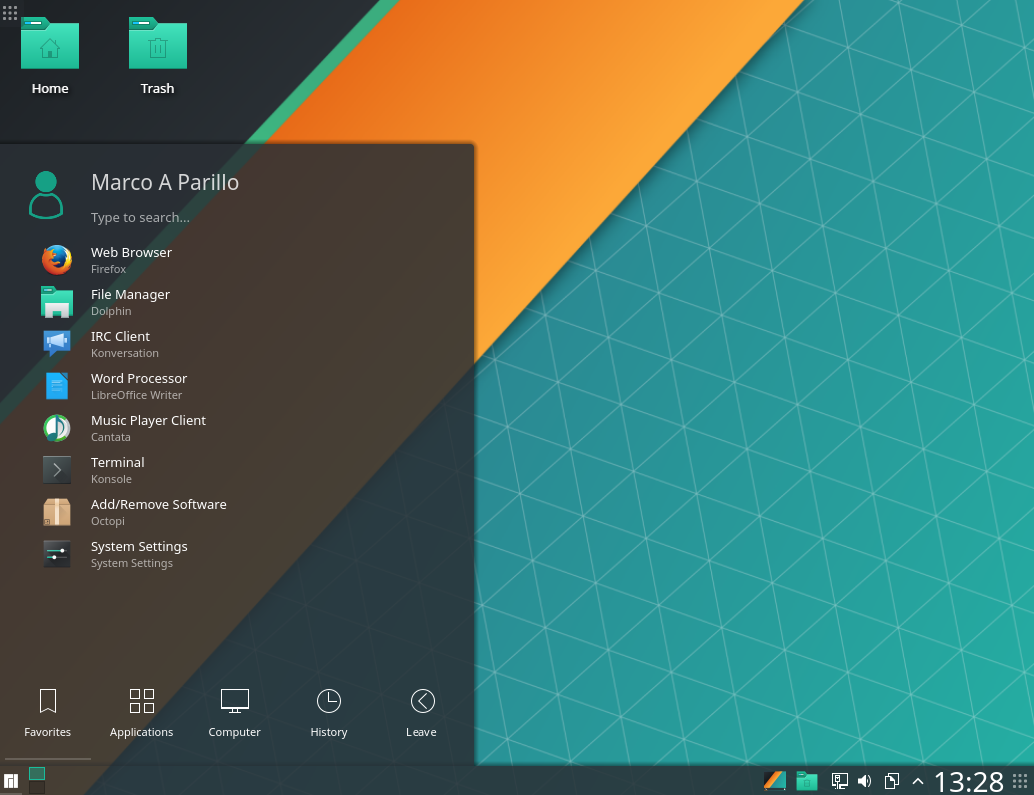 Home
Trash
Marco A Parillo
Type to search...
Web Browser
Firefox
File Manager
Dolphin
IRC Client
Konversation
Word Processor
LibreOffice Writer
Music Player Client
Cantata
Terminal
Konsole
Add/Remove Software
Octopi
System Settings
System Settings
Favorites
Applications
Computer
History
Leave
13:28